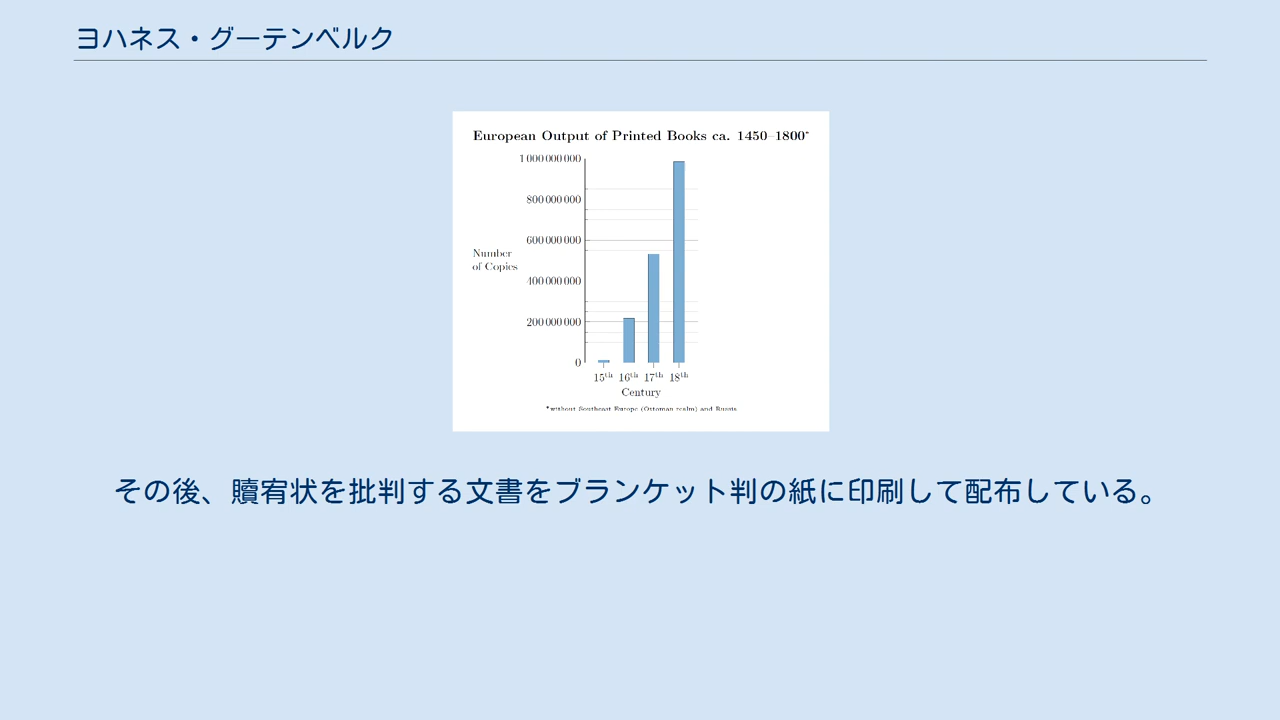 ヨハネス・グーテンベルク
European Output of Printed Books ca. 1450–1800*
1 000 000 000
800 000 000
600 000 000
Number
of Copies
400 000 000
200 000 000
0
15th 16th 17th 18th
Century
*without Southeast Europe (Ottoman realm) and Russia
その後、贖宥状を批判する文書をブランケット判の紙に印刷して配布している。